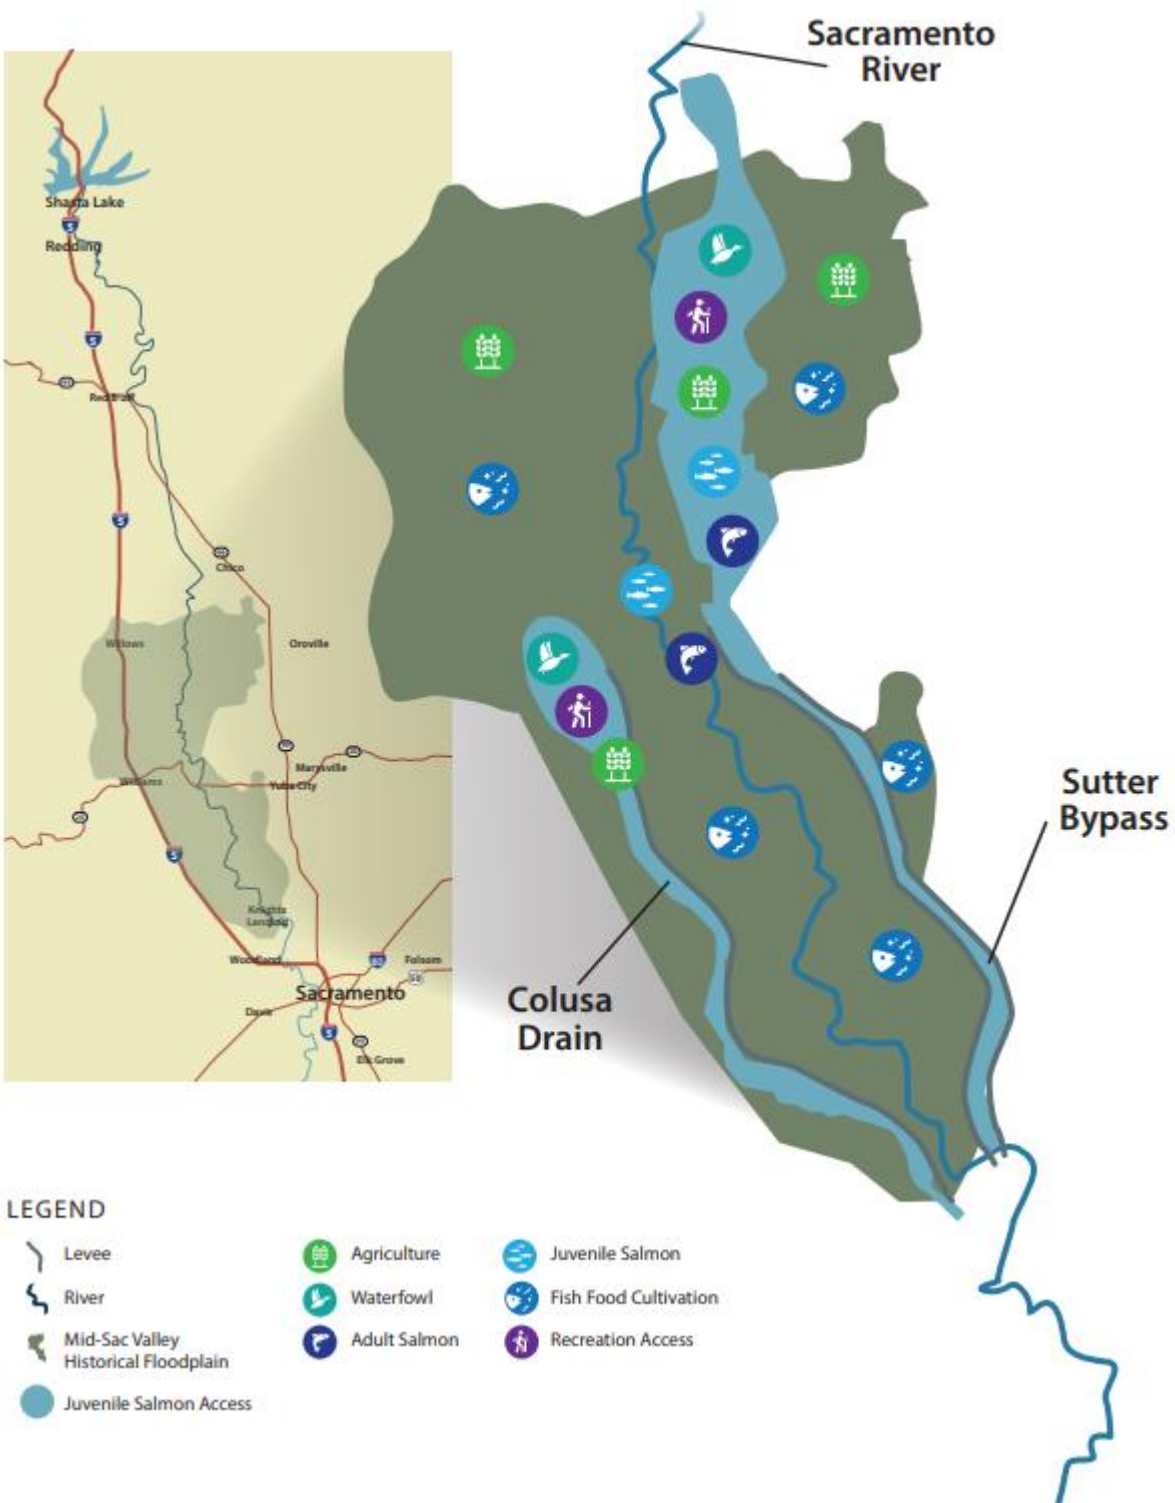 Sacramento
River
Shasta Lake
5
Redding
5
Red Bluff
5
Chico
Willows
Oroville
Williams
Marysville
Yuba City
5
Knights
Landing
Woodland
Folsom
50
Sacramento
Davis
5
Elk Grove
Sutter
Bypass
Colusa
Drain
LEGEND
Levee
River
Mid-Sac Valley
Historical Floodplain
Juvenile Salmon Access
Agriculture
Waterfowl
Adult Salmon
Juvenile Salmon
Fish Food Cultivation
Recreation Access